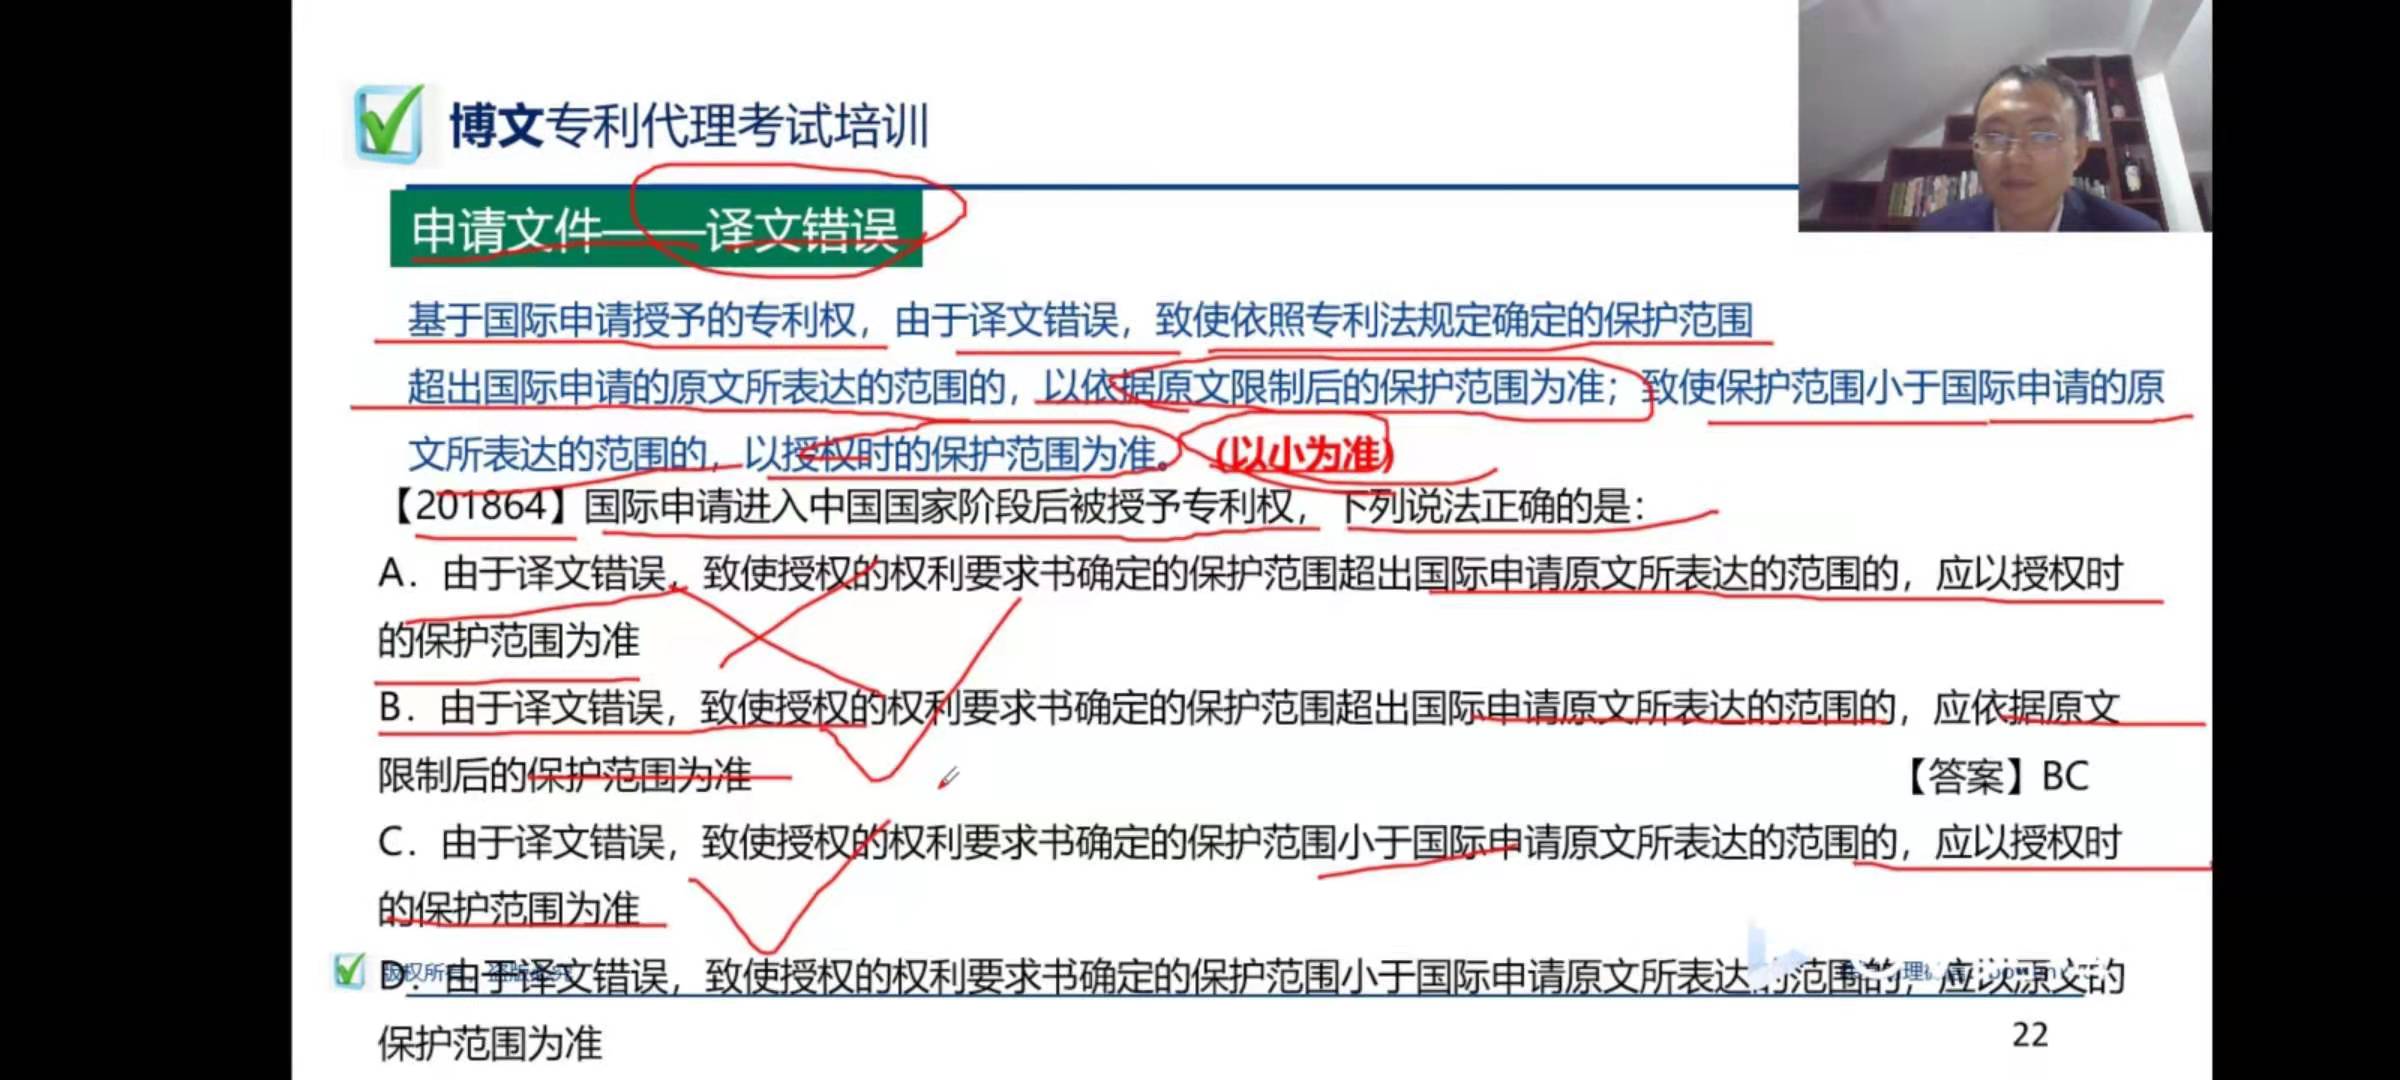 博文专利代理考试培训
申请文件——译文错误
基于国际申请授予的专利权，由于译文错误，致使依照专利法规定确定的保护范围
超出国际申请的原文所表达的范围的，以依据原文限制后的保护范围为准；致使保护范围小于国际申请的原
文所表达的范围的，以授权时的保护范围为准。（以小为准）
【201864】国际申请进入中国国家阶段后被授予专利权，下列说法正确的是：
A．由于译文错误，致使授权的权利要求书确定的保护范围超出国际申请原文所表达的范围的，应以授权时
的保护范围为准
B．由于译文错误，致使授权的权利要求书确定的保护范围超出国际申请原文所表达的范围的，应依据原文
限制后的保护范围为准
【答案】BC
C．由于译文错误，致使授权的权利要求书确定的保护范围小于国际申请原文所表达的范围的，应以授权时
的保护范围为准
D．由于译文错误，致使授权的权利要求书确定的保护范围小于国际申请原文所表达的范围的，应以原文的
保护范围为准
22